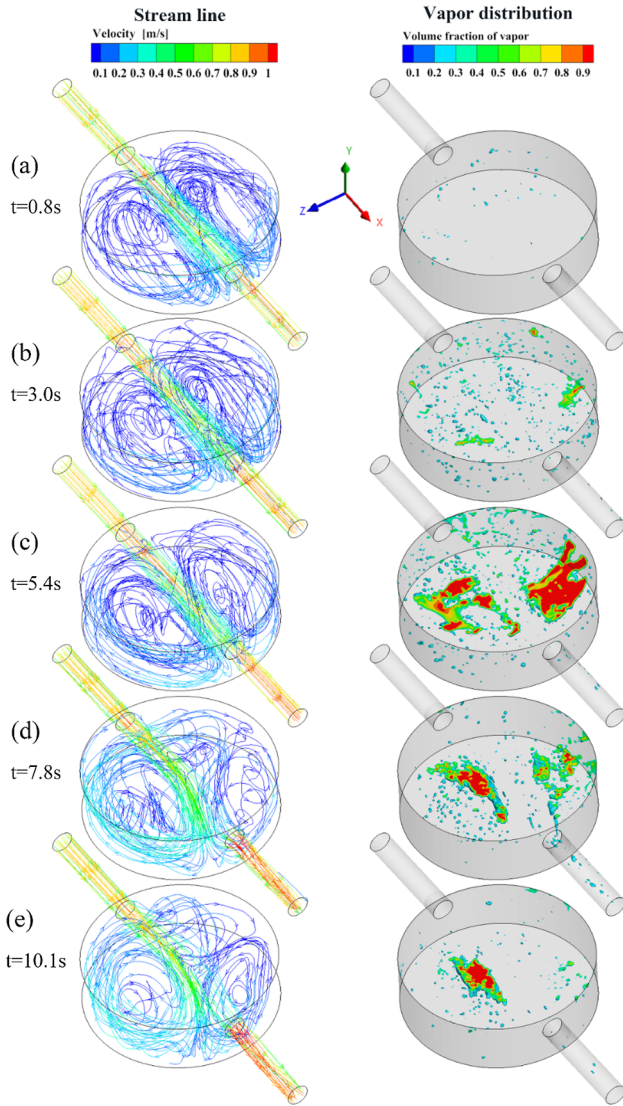 Stream line
Vapor distribution
Velocity [m/s]
Volume fraction of vapor
0.1 0.2 0.3 0.4 0.5 0.6 0.7 0.8 0.9 1
0.1 0.2 0.3 0.4 0.5 0.6 0.7 0.8 0.9
Y
Z
X
(a)
t=0.8s
(b)
t=3.0s
(c)
t=5.4s
(d)
t=7.8s
(e)
t=10.1s